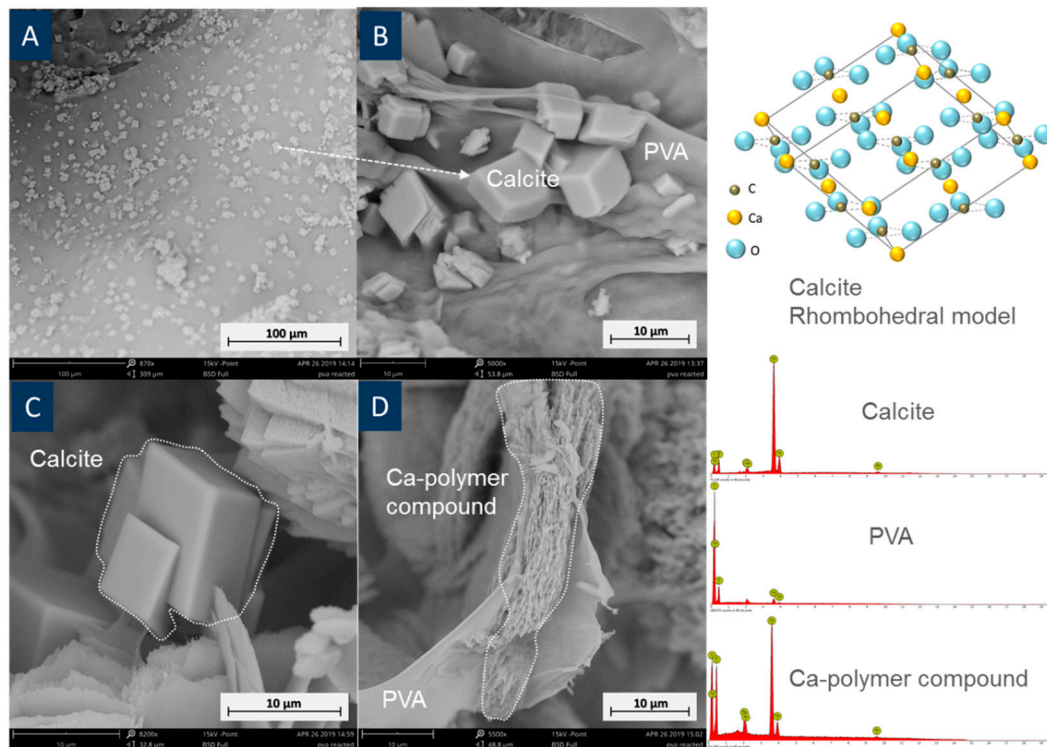 A
100 µm
100 µm
870x
309 µm
15kV -Point
BSD Full
APR 26 2019 14:14
pva reacted
B
PVA
Calcite
10 µm
10 µm
5000x
53.8 µm
15kV -Point
BSD Full
APR 26 2019 13:37
pva reacted
C
Ca
O
Calcite
Rhombohedral model
C
Calcite
10 µm
10 µm
8200x
32.8 µm
15kV -Point
BSD Full
APR 26 2019 14:59
pva reacted
D
Ca-polymer
compound
PVA
10 µm
10 µm
5500x
48.8 µm
15kV -Point
BSD Full
APR 26 2019 15:02
pva reacted
Calcite
PVA
Ca-polymer compound